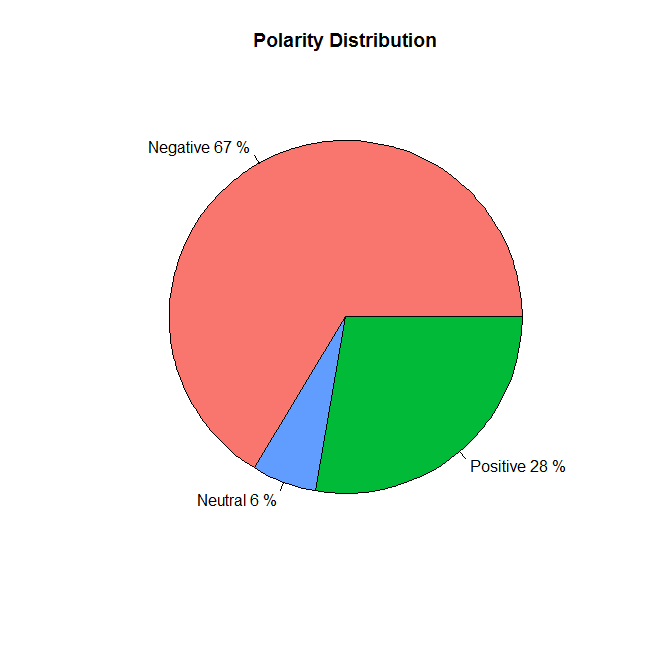 Polarity Distribution
Negative 67 %
Neutral 6 %
Positive 28 %